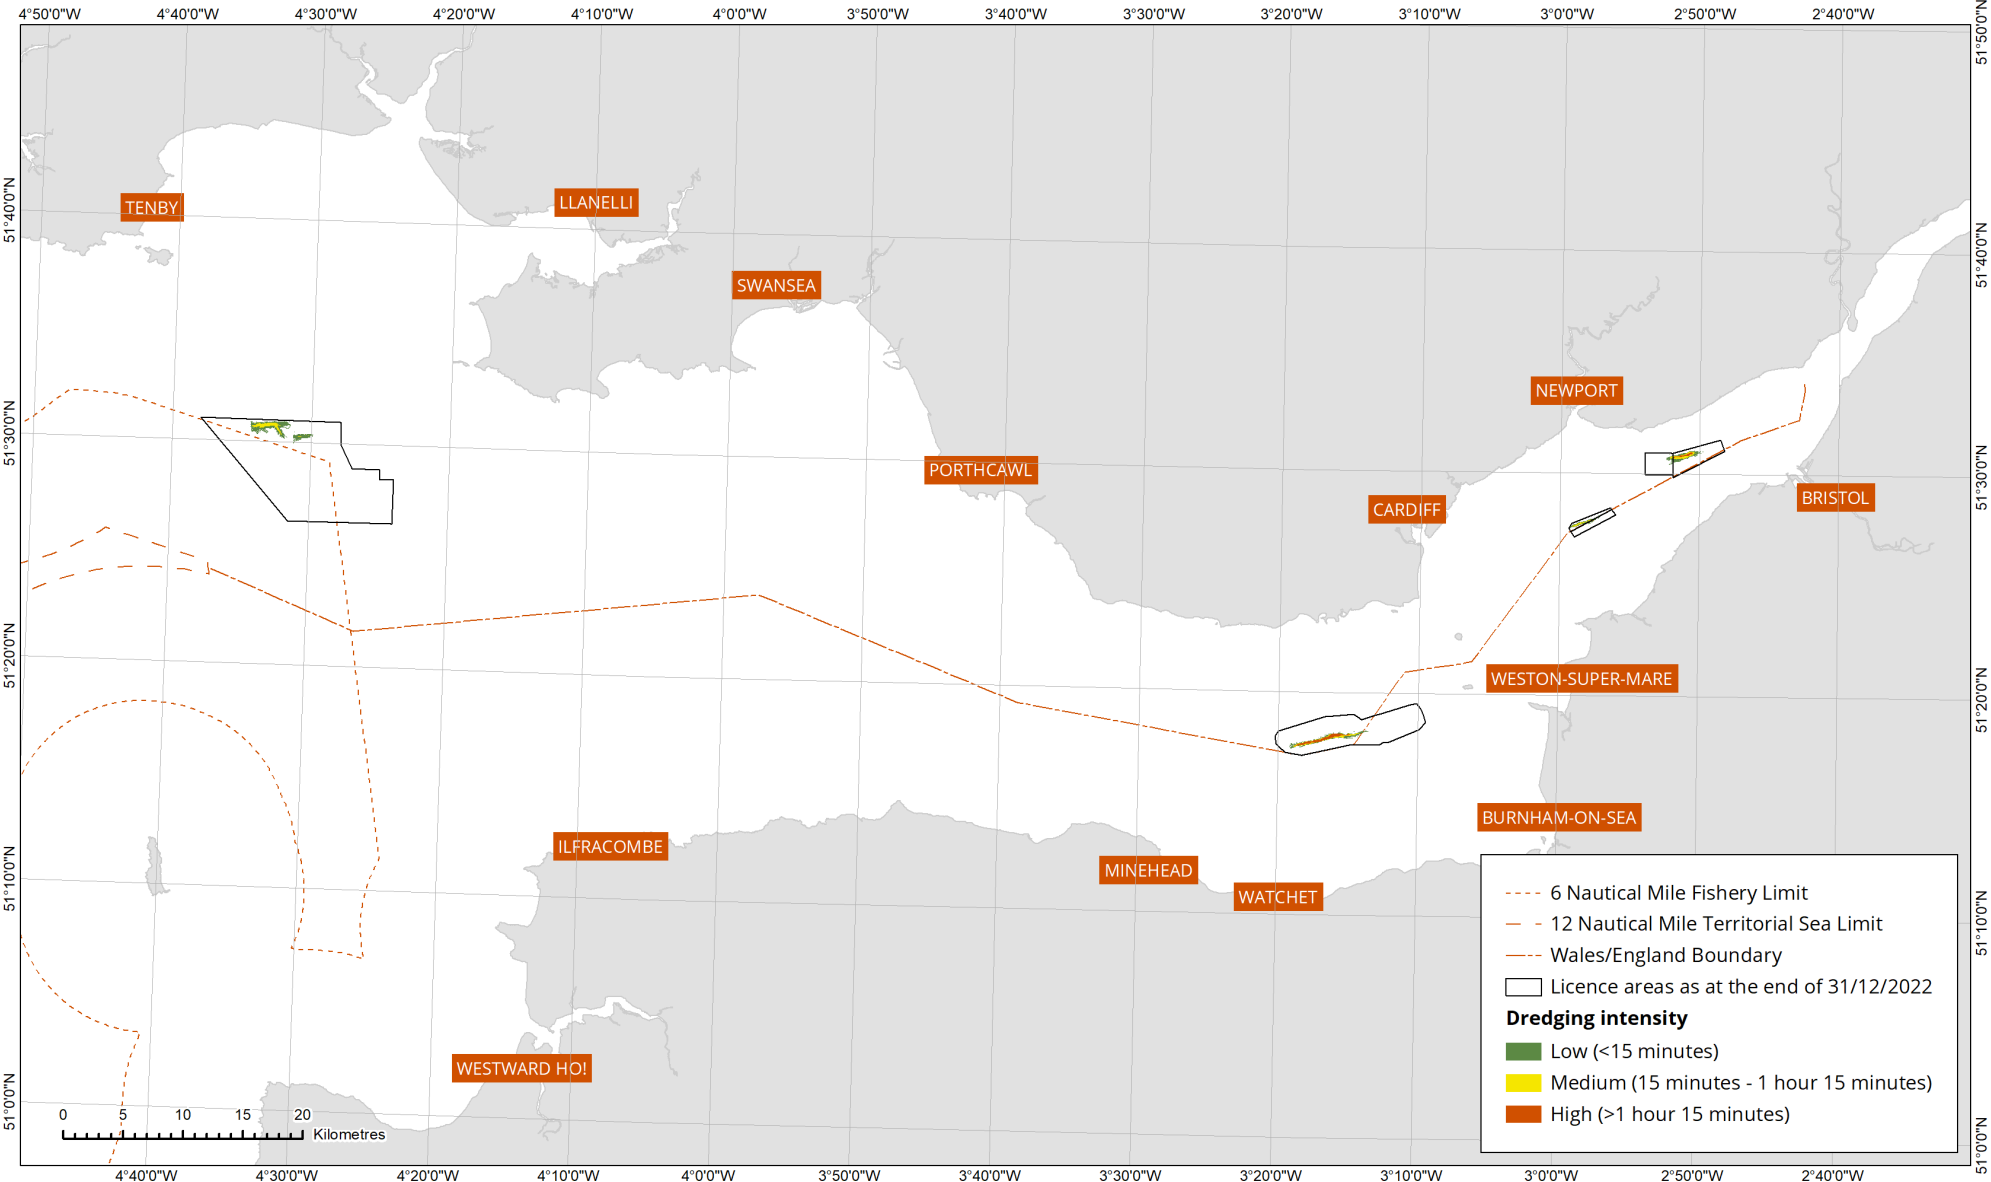 4°50'0"W 4°40'0"W 4°30'0"W 4°20'0"W 4°10'0"W 4°0'0"W 3°50'0"W 3°40'0"W 3°30'0"W 3°20'0"W 3°10'0"W 3°0'0"W 2°50'0"W 2°40'0"W
51°50'0"N
51°40'0"N
TENBY
LLANELLI
51°40'0"N
SWANSEA
NEWPORT
51°30'0"N
PORTHCAWL
51°30'0"N
BRISTOL
CARDIFF
51°20'0"N
WESTON-SUPER-MARE
51°20'0"N
BURNHAM-ON-SEA
ILFRACOMBE
MINEHEAD
51°10'0"N
WATCHET
51°10'0"N
WESTWARD HO!
51°0'0"N
51°0'0"N
0 5 10 15 20
Kilometres
6 Nautical Mile Fishery Limit
12 Nautical Mile Territorial Sea Limit
Wales/England Boundary
Licence areas as at the end of 31/12/2022
Dredging intensity
Low (<15 minutes)
Medium (15 minutes - 1 hour 15 minutes)
High (>1 hour 15 minutes)
4°40'0"W 4°30'0"W 4°20'0"W 4°10'0"W 4°0'0"W 3°50'0"W 3°40'0"W 3°30'0"W 3°20'0"W 3°10'0"W 3°0'0"W 2°50'0"W 2°40'0"W